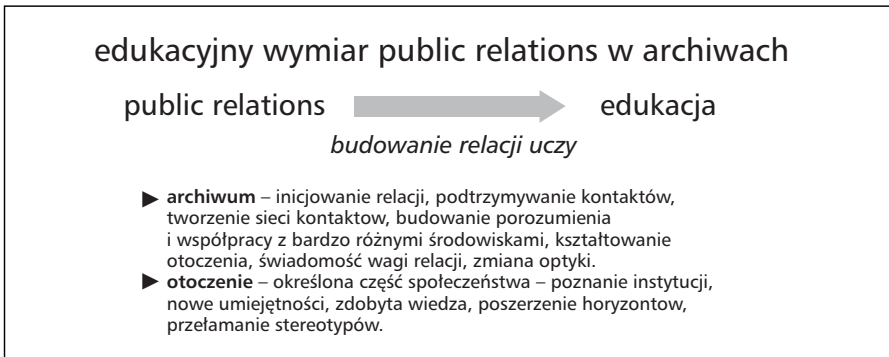 edukacyjny wymiar public relations w archiwach
public relations edukacja
budowanie relacji uczy
archiwum – inicjowanie relacji, podtrzymywanie kontaktów,
tworzenie sieci kontaktow, budowanie porozumienia
i współpracy z bardzo różnymi środowiskami, kształtowanie
otoczenia, świadomość wagi relacji, zmiana optyki.
otoczenie – określona część społeczeństwa – poznanie instytucji,
nowe umiejętności, zdobyta wiedza, poszerzenie horyzontow,
przełamanie stereotypów.